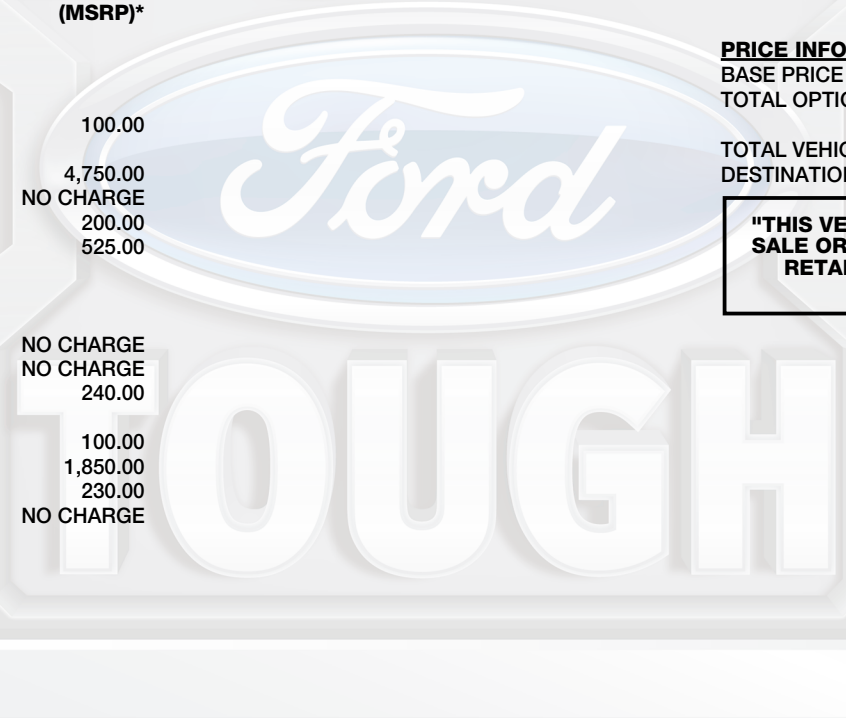 (MSRP)*
100.00
4,750.00
NO CHARGE
200.00
525.00
NO CHARGE
NO CHARGE
240.00
100.00
1,850.00
230.00
NO CHARGE
Ford
TOUGH
PRICE INFO
BASE PRICE
TOTAL OPTIO
TOTAL VEHIC
DESTINATION
"THIS VE
SALE OR
RETAI